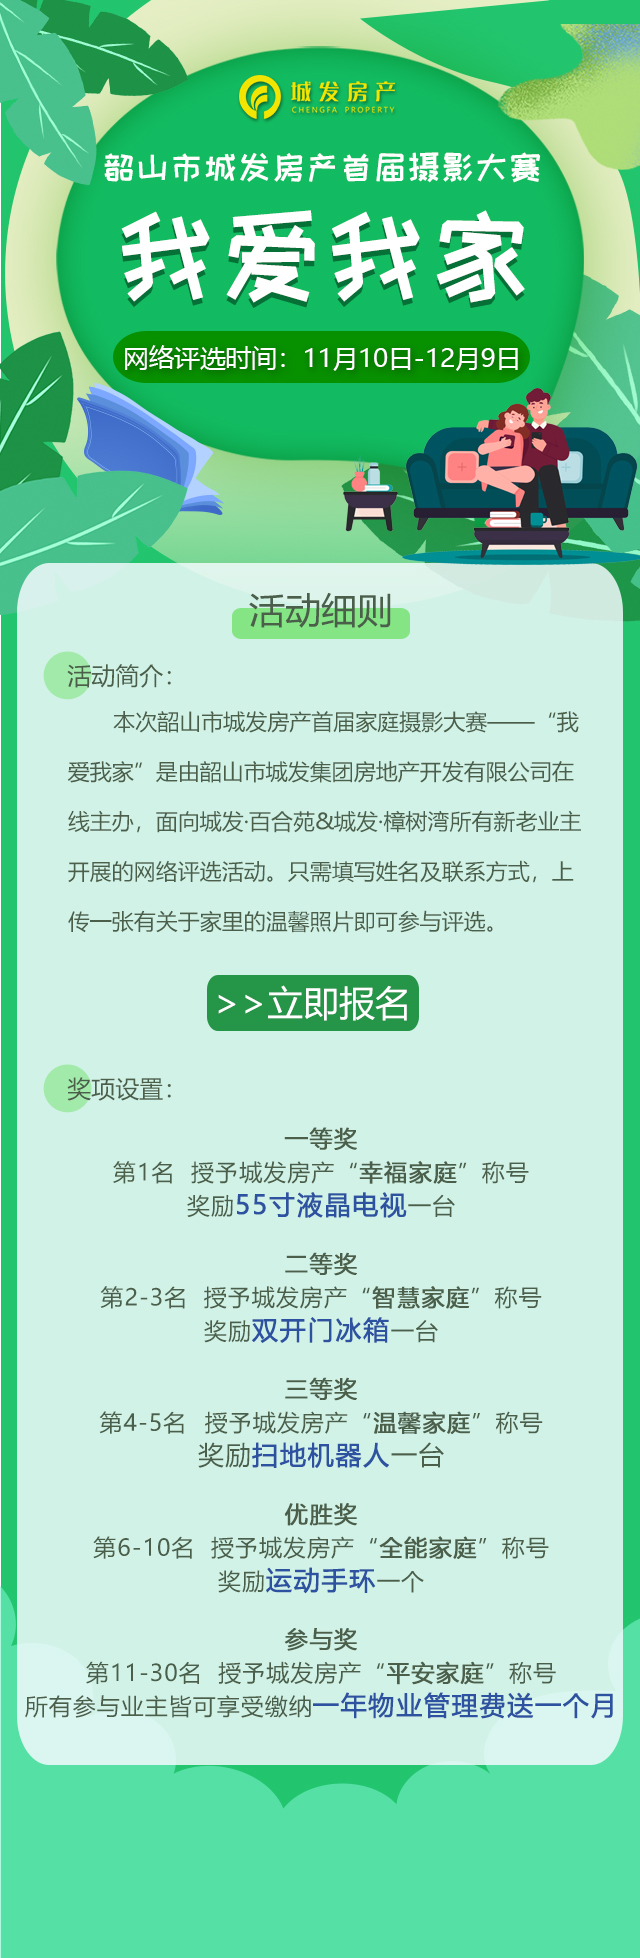 城发房产
CHENGFA PROPERTY
韶山市城发房产首届摄影大赛
我爱我家
网络评选时间：11月10日-12月9日
活动细则
活动简介：
本次韶山市城发房产首届家庭摄影大赛——“我
爱我家”是由韶山市城发集团房地产开发有限公司在
线主办，面向城发·百合苑&城发·樟树湾所有新老业主
开展的网络评选活动。只需填写姓名及联系方式，上
传一张有关于家里的温馨照片即可参与评选。
>>立即报名
奖项设置：
一等奖
第1名 授予城发房产“幸福家庭”称号
奖励55寸液晶电视一台
二等奖
第2-3名 授予城发房产“智慧家庭”称号
奖励双开门冰箱一台
三等奖
第4-5名 授予城发房产“温馨家庭”称号
奖励扫地机器人一台
优胜奖
第6-10名 授予城发房产“全能家庭”称号
奖励运动手环一个
参与奖
第11-30名 授予城发房产“平安家庭”称号
所有参与业主皆可享受缴纳一年物业管理费送一个月